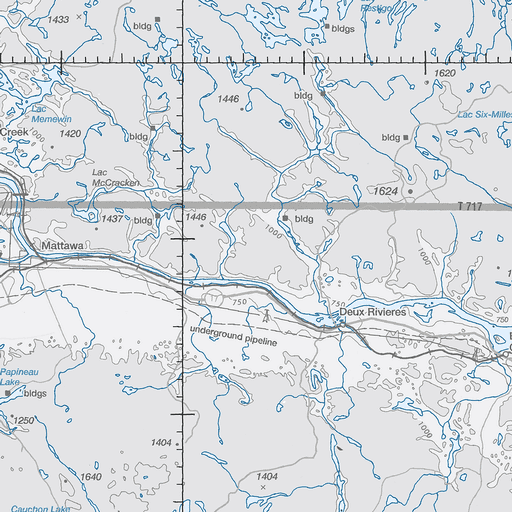 1433
bldg
Restigo
bldgs
1620
1446
bldg
Lac
Memewin
Lac Six-Milles
Creek
1420
bldg
bldg
Lac
McCracken
1624
T 717
1437
bldg
1446
bldg
1000
1000
Mattawa
750
750
Deux Rivieres
750
underground pipeline
Papineau
Lake
bldgs
1250
1000
1404
1640
1404
Cauchon Lake